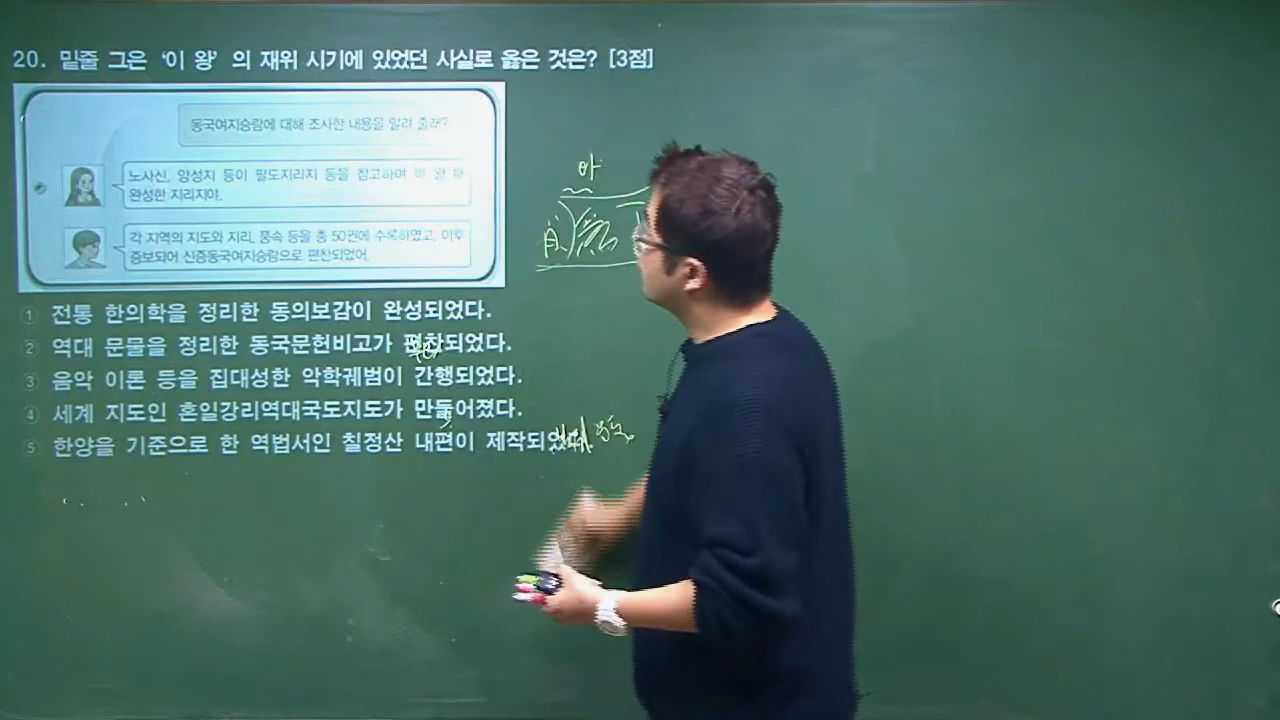 20. 밑줄 그은 '이 왕' 의 재위 시기에 있었던 사실로 옳은 것은? [3점]
동국여지승람에 대해 조사한 내용을 알려 줄래?
노사신, 양성지 등이 팔도지리지 등을 참고하여 이 왕 때
완성한 지리지야.
각 지역의 지도와 지리, 풍속 등을 총 50권에 수록하였고, 이후
증보되어 신증동국여지승람으로 편찬되었어.
① 전통 한의학을 정리한 동의보감이 완성되었다.
② 역대 문물을 정리한 동국문헌비고가 편찬되었다.
③ 음악 이론 등을 집대성한 악학궤범이 간행되었다.
④ 세계 지도인 혼일강리역대국도지도가 만들어졌다.
⑤ 한양을 기준으로 한 역법서인 칠정산 내편이 제작되었다.